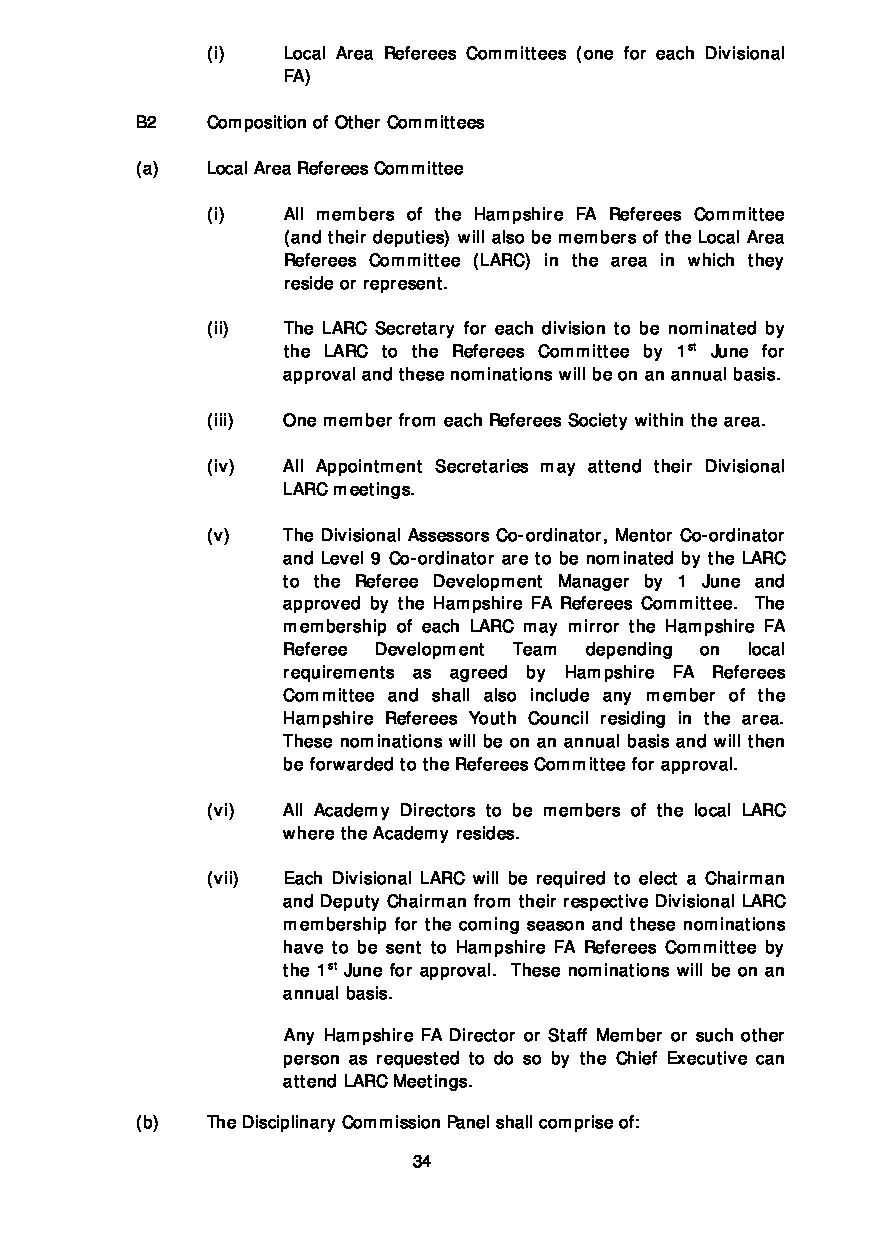 (i) Local Area Referees Committees (one for each Divisional
FA)
B2 Composition of Other Committees
(a) Local Area Referees Committee
(i) All members of the Hampshire FA Referees Committee
(and their deputies) will also be members of the Local Area
Referees Committee (LARC) in the area in which they
reside or represent.
(ii) The LARC Secretary for each division to be nominated by
the LARC to the Referees Committee by 1st June for
approval and these nominations will be on an annual basis.
(iii) One member from each Referees Society within the area.
(iv) All Appointment Secretaries may attend their Divisional
LARC meetings.
(v) The Divisional Assessors Co-ordinator, Mentor Co-ordinator
and Level 9 Co-ordinator are to be nominated by the LARC
to the Referee Development Manager by 1 June and
approved by the Hampshire FA Referees Committee. The
membership of each LARC may mirror the Hampshire FA
Referee Development Team depending on local
requirements as agreed by Hampshire FA Referees
Committee and shall also include any member of the
Hampshire Referees Youth Council residing in the area.
These nominations will be on an annual basis and will then
be forwarded to the Referees Committee for approval.
(vi) All Academy Directors to be members of the local LARC
where the Academy resides.
(vii) Each Divisional LARC will be required to elect a Chairman
and Deputy Chairman from their respective Divisional LARC
membership for the coming season and these nominations
have to be sent to Hampshire FA Referees Committee by
the 1st June for approval. These nominations will be on an
annual basis.
Any Hampshire FA Director or Staff Member or such other
person as requested to do so by the Chief Executive can
attend LARC Meetings.
(b) The Disciplinary Commission Panel shall comprise of:
34